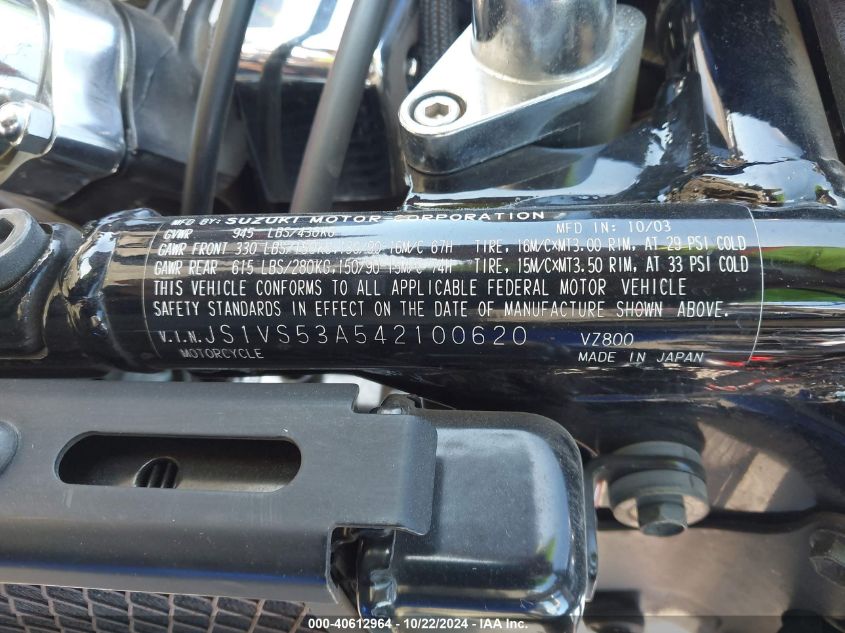 MFD BY: SUZUKI MOTOR CORPORATION MFD IN: 10/03
GVWR 945 LBS/430KG
GAWR FRONT 330 LBS/150KG, 130/90 16M/C 67H TIRE, 16M/C×MT3.00 RIM, AT 29 PSI COLD
GAWR REAR 615 LBS/280KG, 150/90 15M/C 74H TIRE, 15M/C×MT3.50 RIM, AT 33 PSI COLD
THIS VEHICLE CONFORMS TO ALL APPLICABLE FEDERAL MOTOR VEHICLE
SAFETY STANDARDS IN EFFECT ON THE DATE OF MANUFACTURE SHOWN ABOVE.
V.I.N. JS1VS53A542100620 VZ800
MOTORCYCLE MADE IN JAPAN
000-40612964 - 10/22/2024 - IAA Inc.